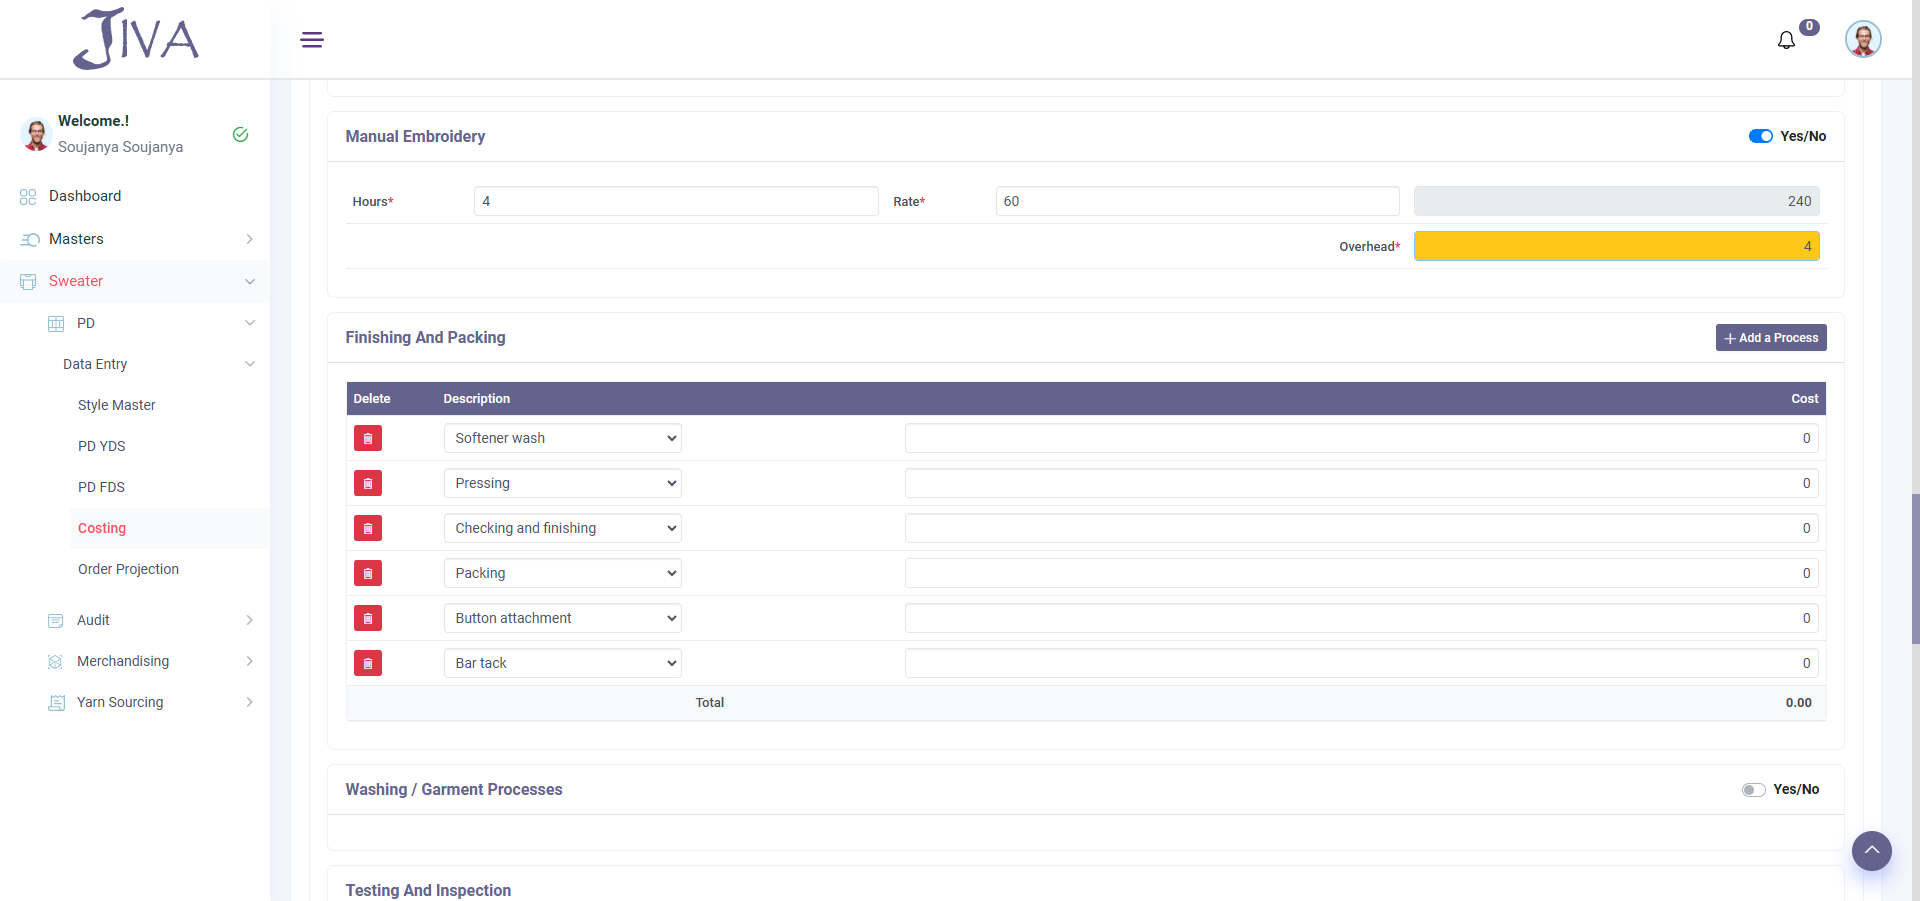 JIVA
0
Welcome.!
Soujanya Soujanya
Dashboard
Masters
Sweater
PD
Data Entry
Style Master
PD YDS
PD FDS
Costing
Order Projection
Audit
Merchandising
Yarn Sourcing
Manual Embroidery
Yes/No
Hours* 4 Rate* 60 240
Overhead* 4
Finishing And Packing
Add a Process
Delete Description Cost
Softener wash 0
Pressing 0
Checking and finishing 0
Packing 0
Button attachment 0
Bar tack 0
Total 0.00
Washing / Garment Processes
Yes/No
Testing And Inspection